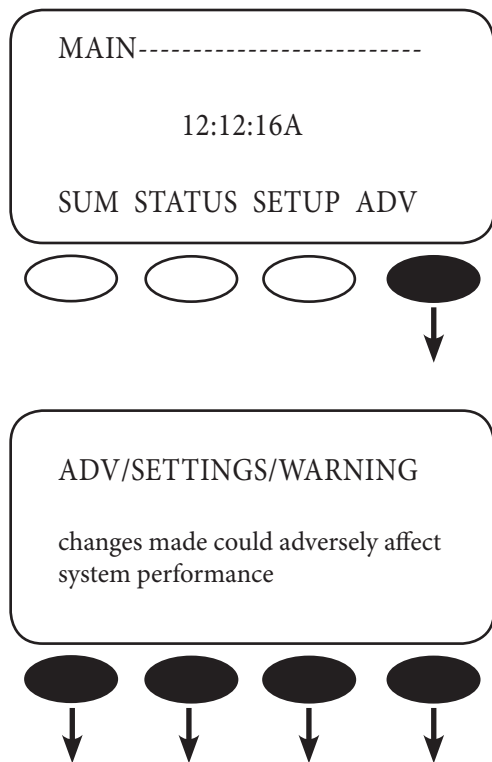 MAIN--------------------------
12:12:16A
SUM STATUS SETUP ADV
ADV/SETTINGS/WARNING
changes made could adversely affect
system performance